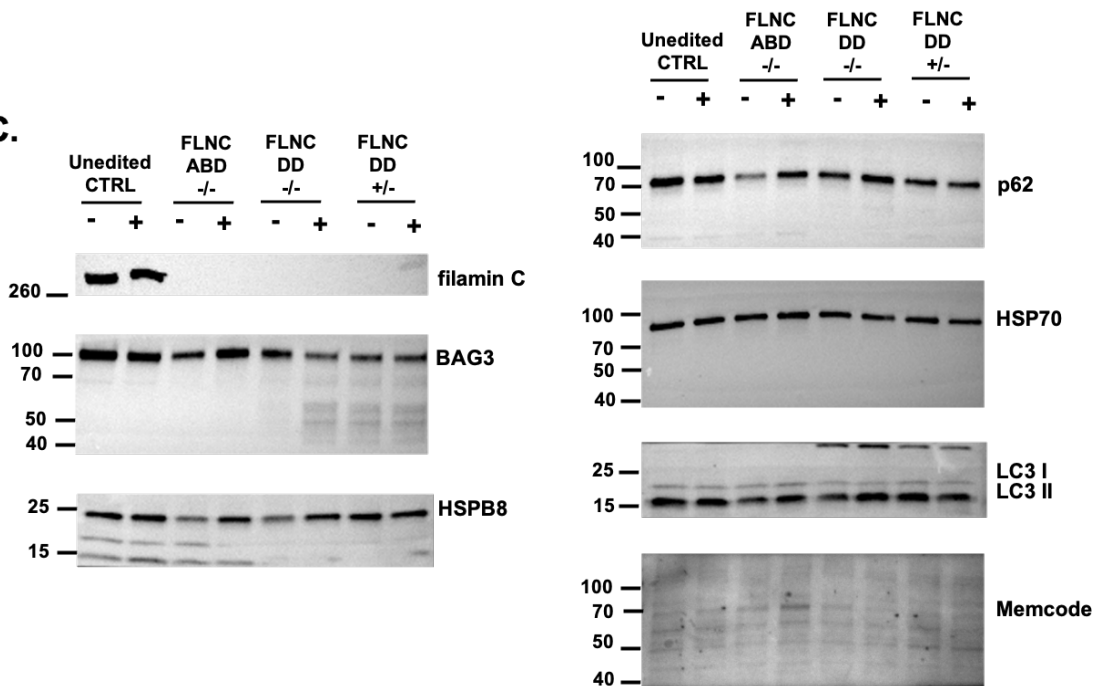 C.
Unedited
CTRL
FLNC
ABD
-/-
FLNC
DD
-/-
FLNC
DD
+/-
- + - + - + - +
260
filamin C
100
70
50
40
BAG3
25
15
HSPB8
Unedited
CTRL
FLNC
ABD
-/-
FLNC
DD
-/-
FLNC
DD
+/-
- + - + - + - +
100
70
50
40
p62
100
70
50
40
HSP70
25
15
LC3 I
LC3 II
100
70
50
40
Memcode